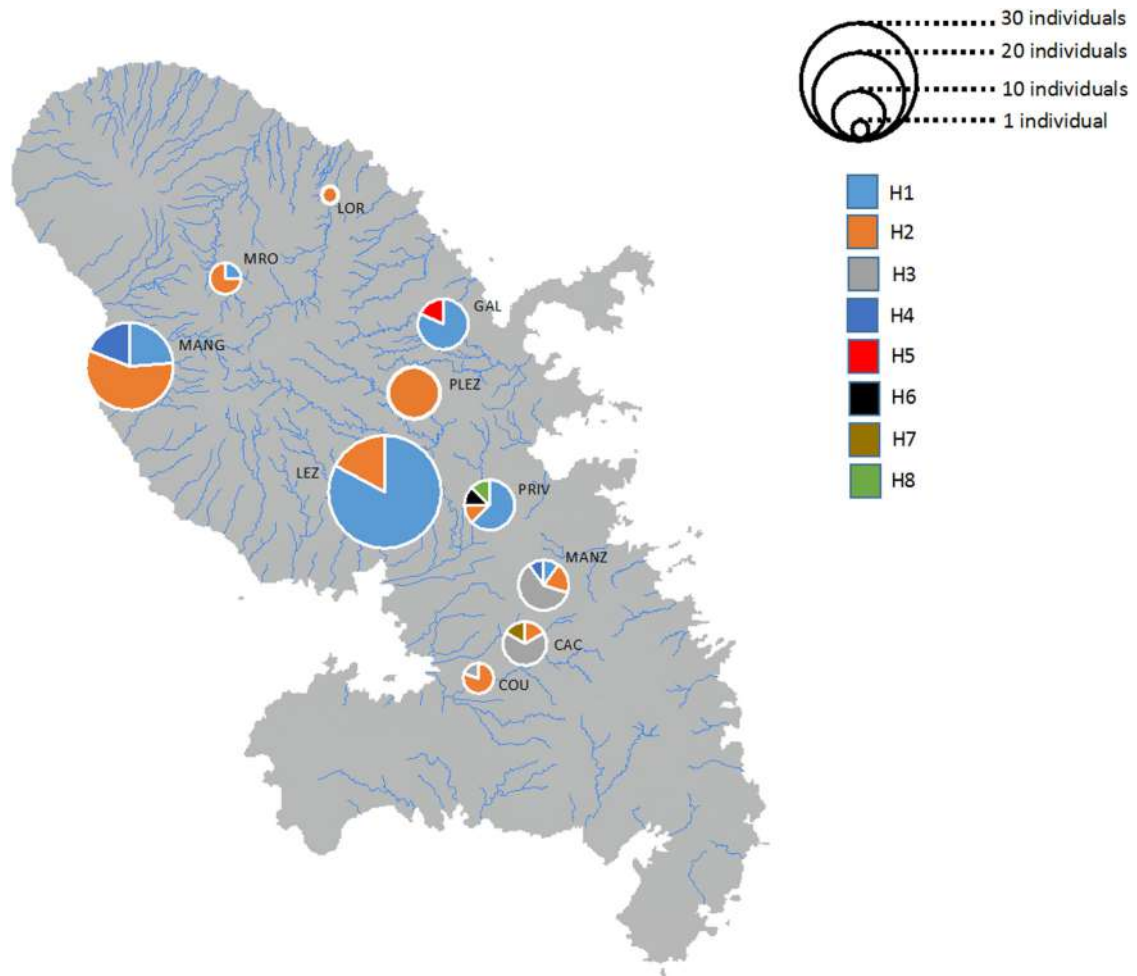 30 individuals
20 individuals
10 individuals
1 individual
H1
H2
H3
H4
H5
H6
H7
H8
LOR
MRO
GAL
MANG
PLEZ
LEZ
PRIV
MANZ
CAC
COU